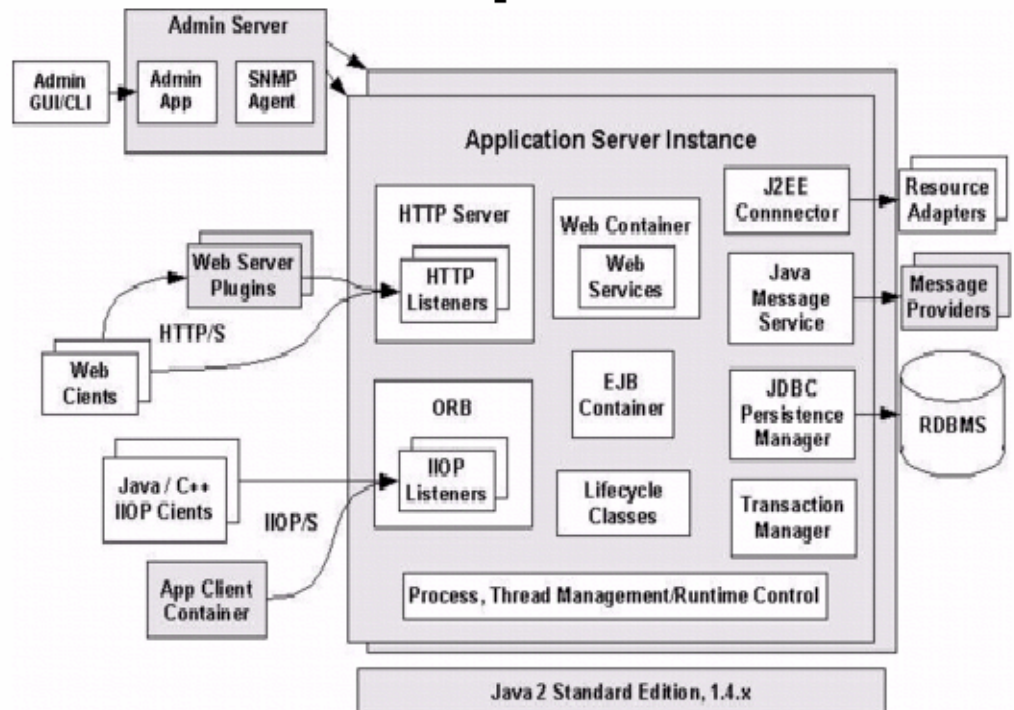 Admin Server
Admin
GUI/CLI
Admin
App
SNMP
Agent
Application Server Instance
HTTP Server
HTTP
Listeners
Web Container
Web
Services
J2EE
Connnector
Resource
Adapters
Web Server
Plugins
HTTP/S
Web
Cients
Java
Message
Service
Message
Providers
ORB
IIOP
Listeners
EJB
Container
JDBC
Persistence
Manager
RDBMS
Java / C++
IIOP Cients
IIOP/S
Lifecycle
Classes
Transaction
Manager
App Client
Container
Process, Thread Management/Runtime Control
Java 2 Standard Edition, 1.4.x